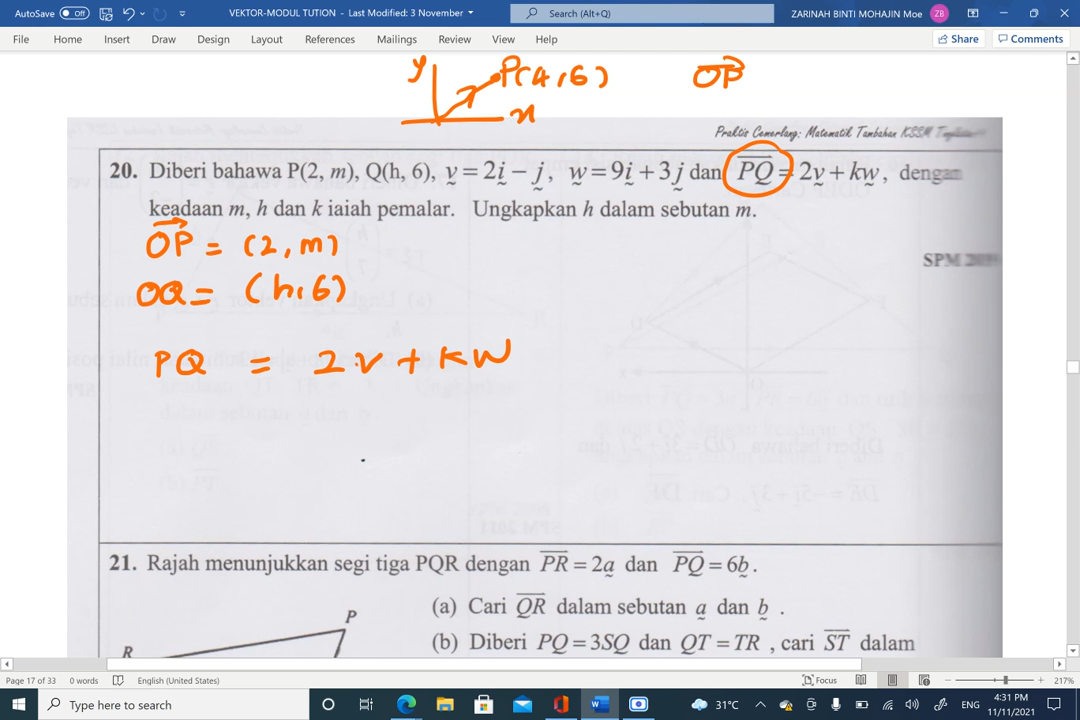 AutoSave Off VEKTOR-MODUL TUTION - Last Modified: 3 November Search (Alt+Q) ZARINAH BINTI MOHAJIN Moe ZB
File Home Insert Draw Design Layout References Mailings Review View Help Share Comments
y P(4,6) OP
x
Praktis Cemerlang: Matematik Tambahan KSSM
20. Diberi bahawa P(2, m), Q(h, 6), v = 2i − j, w = 9i + 3j dan PQ = 2v + kw, dengan
keadaan m, h dan k ialah pemalar. Ungkapkan h dalam sebutan m.
OP = (2, m)
SPM
OQ = (h, 6)
PQ = 2v + kw
21. Rajah menunjukkan segi tiga PQR dengan PR = 2a dan PQ = 6b.
(a) Cari QR dalam sebutan a dan b .
P
(b) Diberi PQ = 3SQ dan QT = TR , cari ST dalam
R
Page 17 of 33 0 words English (United States) Focus 217%
Type here to search 31°C ENG 4:31 PM
11/11/2021